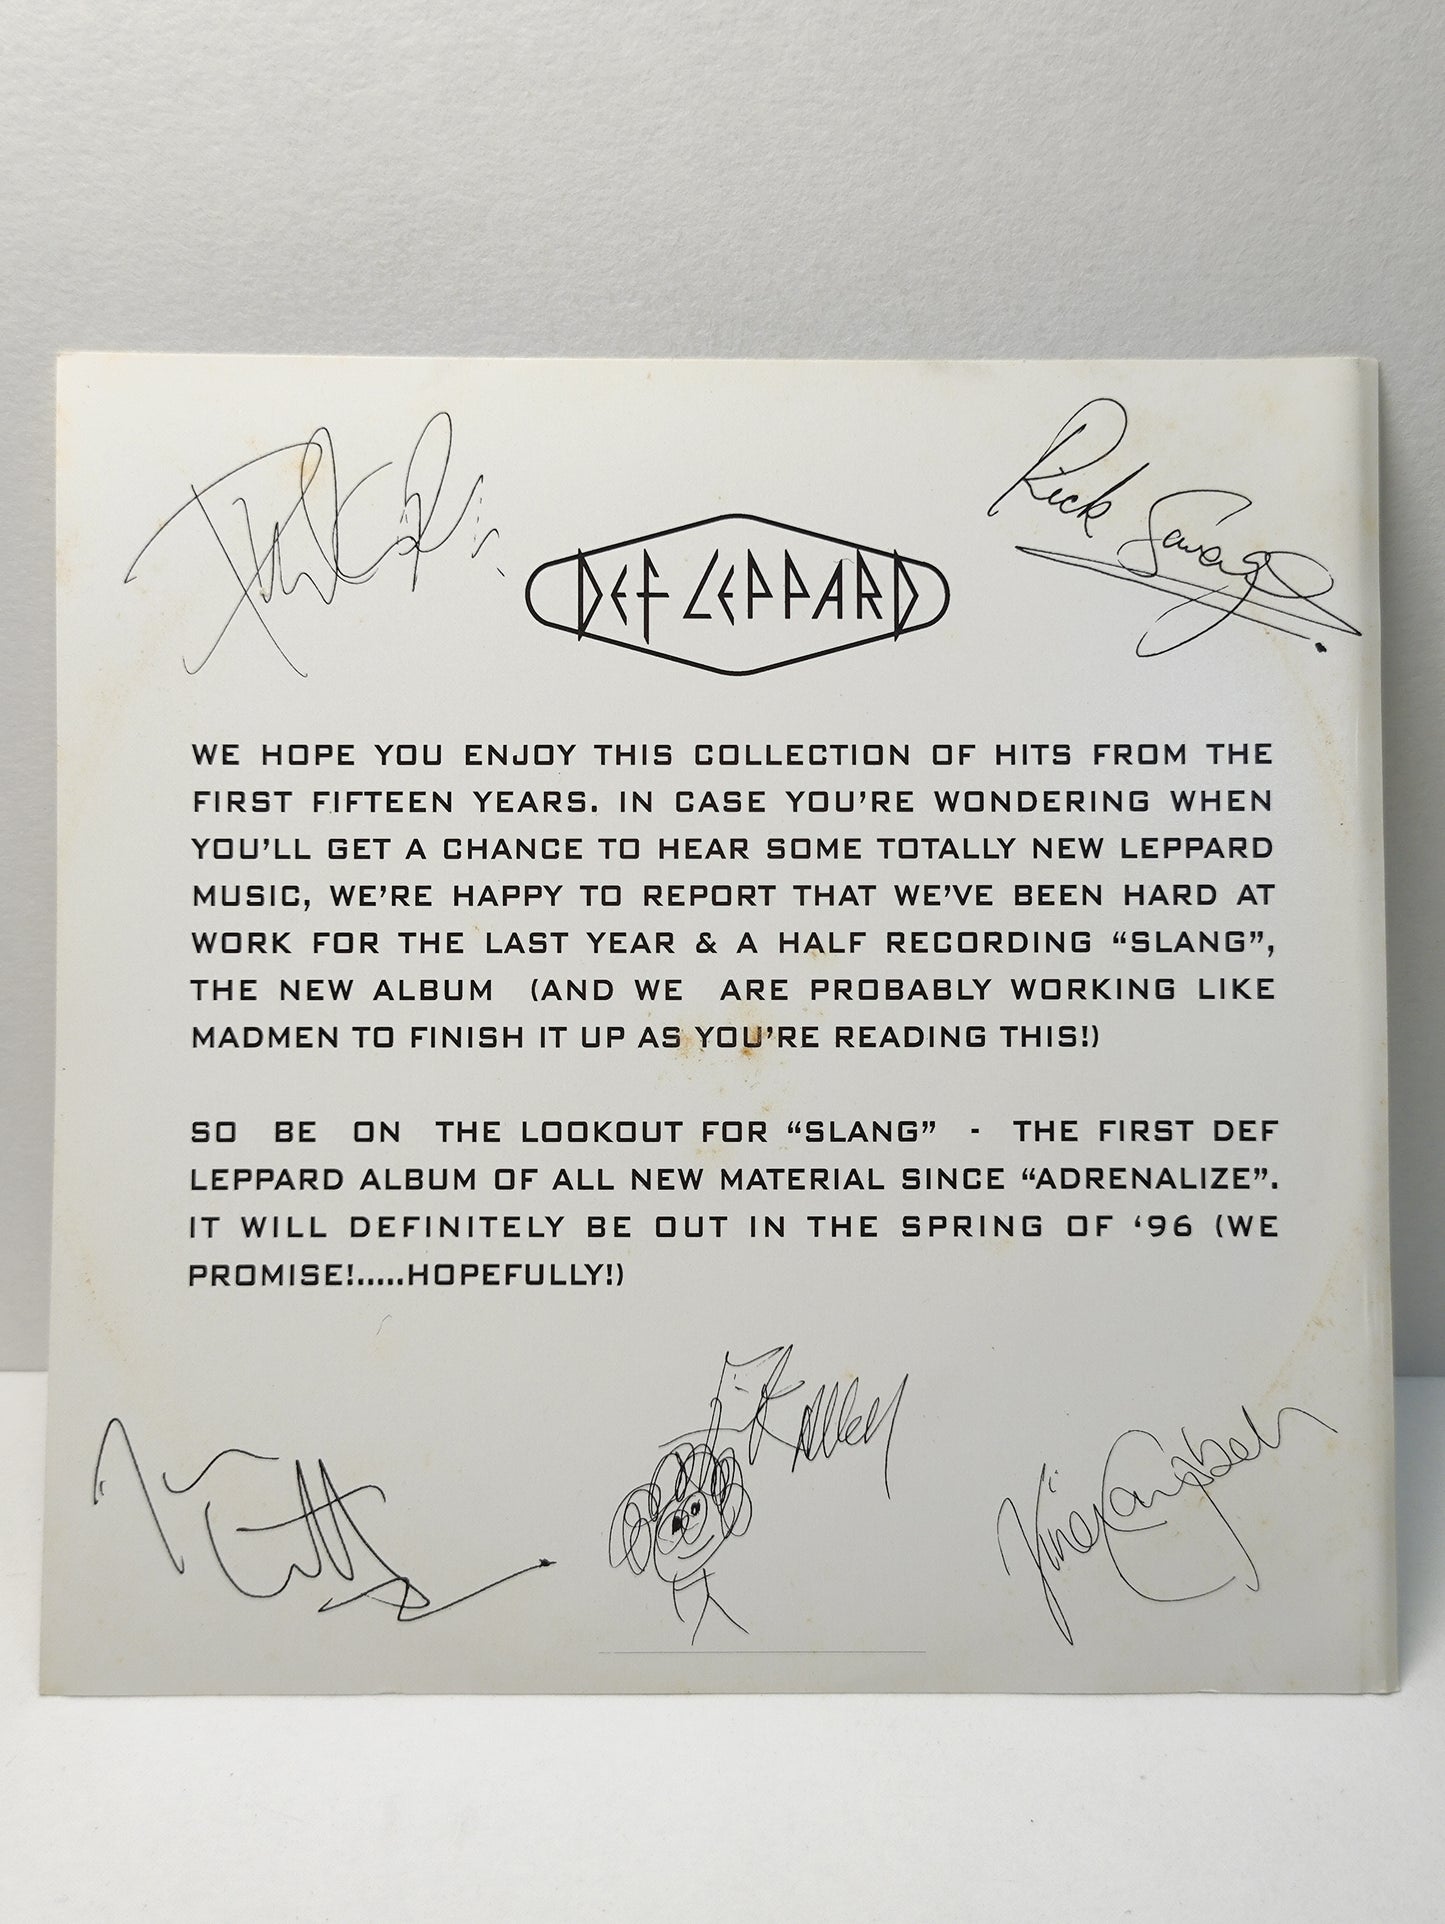 Rick Savage
DEF LEPPARD
WE HOPE YOU ENJOY THIS COLLECTION OF HITS FROM THE
FIRST FIFTEEN YEARS. IN CASE YOU'RE WONDERING WHEN
YOU'LL GET A CHANCE TO HEAR SOME TOTALLY NEW LEPPARD
MUSIC, WE'RE HAPPY TO REPORT THAT WE'VE BEEN HARD AT
WORK FOR THE LAST YEAR & A HALF RECORDING “SLANG”,
THE NEW ALBUM (AND WE ARE PROBABLY WORKING LIKE
MADMEN TO FINISH IT UP AS YOU'RE READING THIS!)
SO BE ON THE LOOKOUT FOR “SLANG” - THE FIRST DEF
LEPPARD ALBUM OF ALL NEW MATERIAL SINCE “ADRENALIZE”.
IT WILL DEFINITELY BE OUT IN THE SPRING OF ‘96 (WE
PROMISE!.....HOPEFULLY!)
Campbell